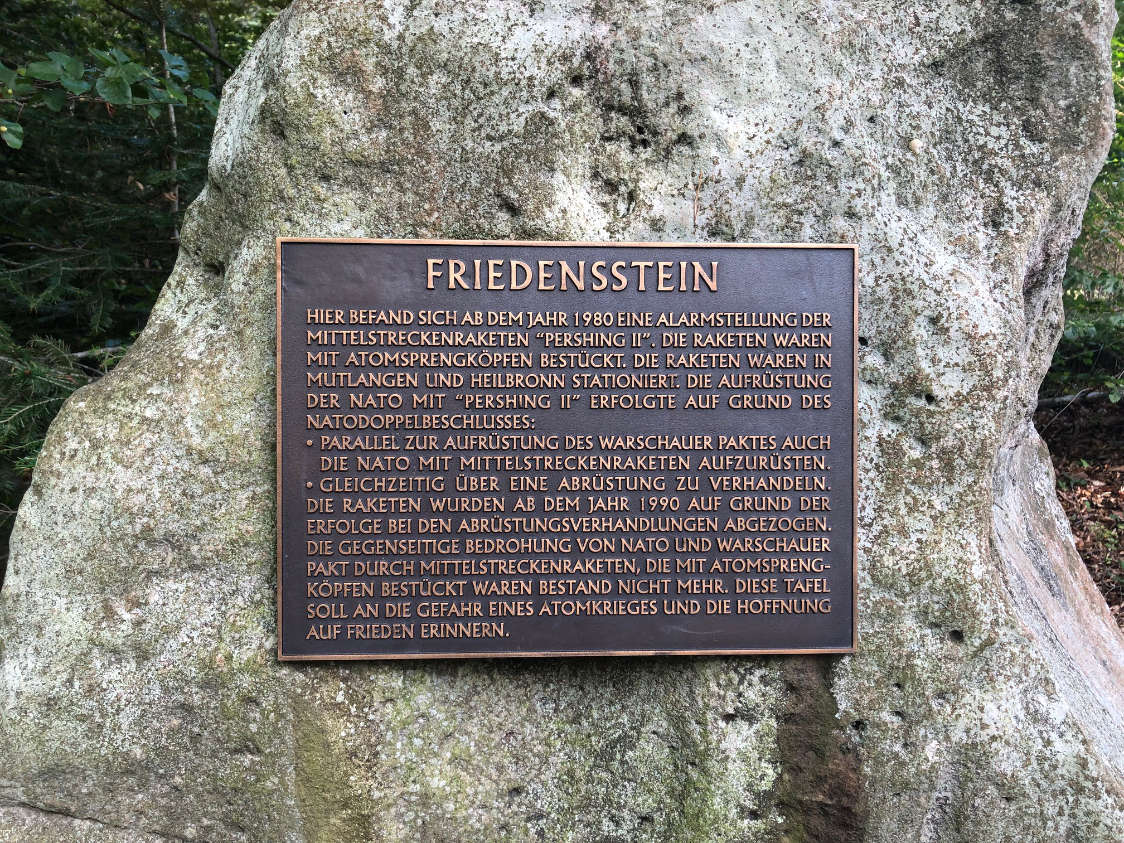 FRIEDENSSTEIN
HIER BEFAND SICH AB DEM JAHR 1980 EINE ALARMSTELLUNG DER
MITTELSTRECKENRAKETEN “PERSHING II”. DIE RAKETEN WAREN
MIT ATOMSPRENGKÖPFEN BESTÜCKT. DIE RAKETEN WAREN IN
MUTLANGEN UND HEILBRONN STATIONIERT. DIE AUFRÜSTUNG
DER NATO MIT “PERSHING II” ERFOLGTE AUF GRUND DES
NATODOPPELBESCHLUSSES:
• PARALLEL ZUR AUFRÜSTUNG DES WARSCHAUER PAKTES AUCH
DIE NATO MIT MITTELSTRECKENRAKETEN AUFZURÜSTEN.
• GLEICHZEITIG ÜBER EINE ABRÜSTUNG ZU VERHANDELN.
DIE RAKETEN WURDEN AB DEM JAHR 1990 AUF GRUND DER
ERFOLGE BEI DEN ABRÜSTUNGSVERHANDLUNGEN ABGEZOGEN.
DIE GEGENSEITIGE BEDROHUNG VON NATO UND WARSCHAUER
PAKT DURCH MITTELSTRECKENRAKETEN, DIE MIT ATOMSPRENG-
KÖPFEN BESTÜCKT WAREN BESTAND NICHT MEHR. DIESE TAFEL
SOLL AN DIE GEFAHR EINES ATOMKRIEGES UND DIE HOFFNUNG
AUF FRIEDEN ERINNERN.